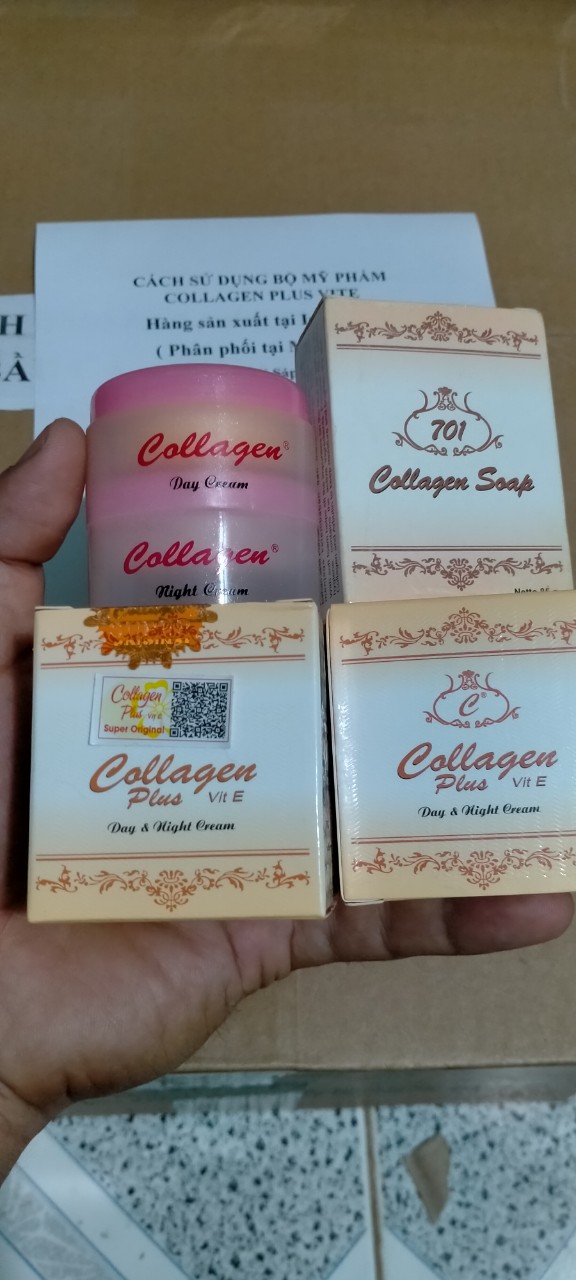 CÁCH SỬ DỤNG BỘ MỸ PHẨM
COLLAGEN PLUS VITE
Hàng sản xuất tại
( Phân phối tại
H
Collagen®
Day Cream
Collagen®
Night Cream
701
Collagen Soap
Netto
Collagen
Plus Vit E
Super Original
Collagen
Plus Vit E
Day & Night Cream
C®
Collagen
Plus Vit E
Day & Night Cream